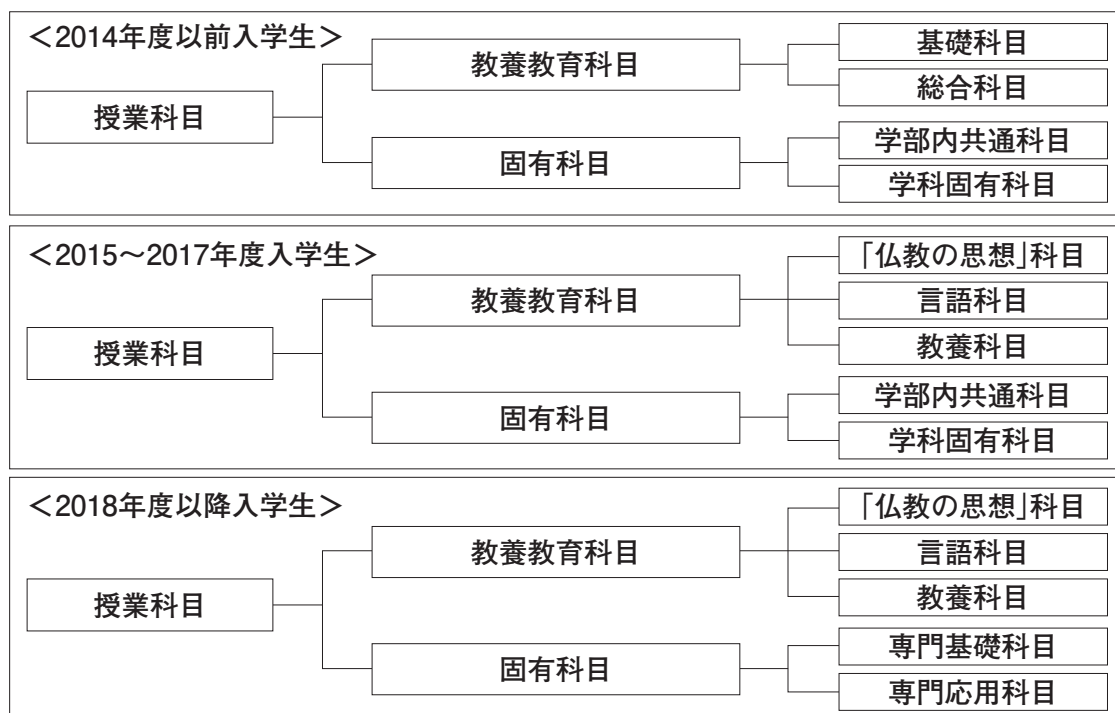 ＜2014年度以前入学生＞
授業科目
教養教育科目
基礎科目
総合科目
固有科目
学部内共通科目
学科固有科目
＜2015～2017年度入学生＞
授業科目
教養教育科目
「仏教の思想」科目
言語科目
教養科目
固有科目
学部内共通科目
学科固有科目
＜2018年度以降入学生＞
授業科目
教養教育科目
「仏教の思想」科目
言語科目
教養科目
固有科目
専門基礎科目
専門応用科目